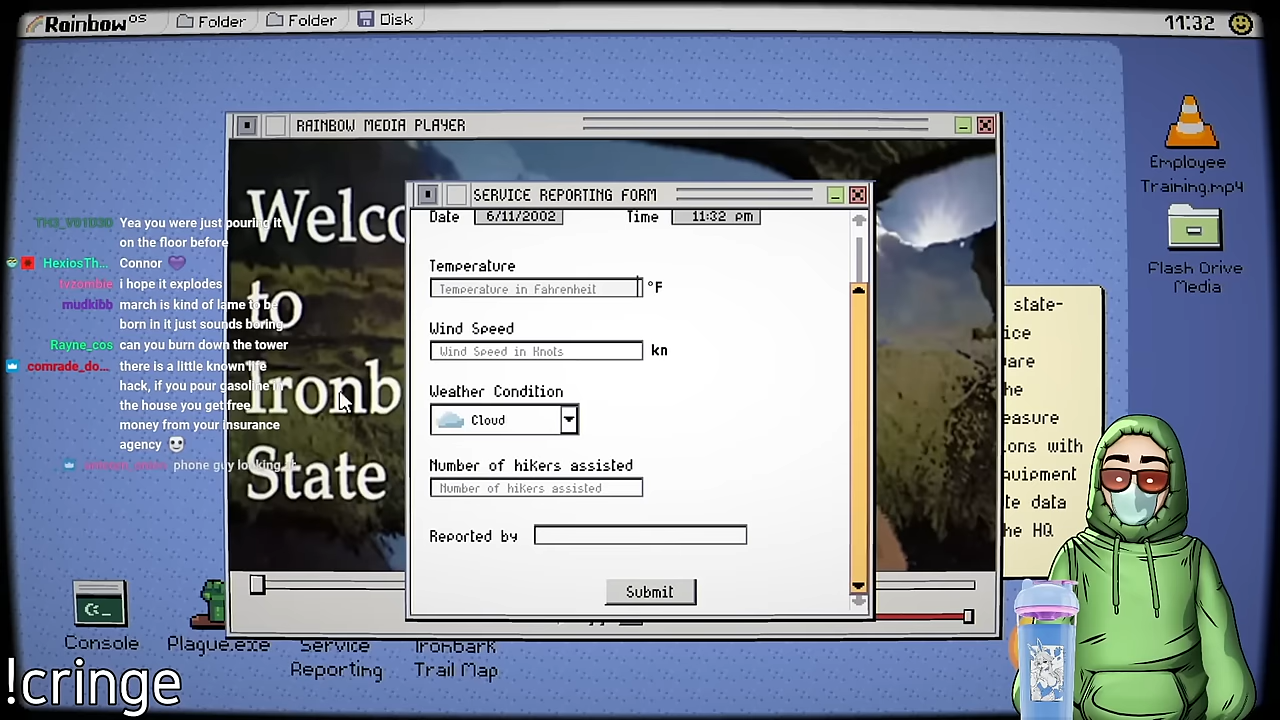 Rainbow OS
Folder
Folder
Disk
11:32
RAINBOW MEDIA PLAYER
Employee
Training.mp4
Flash Drive
Media
Welco
to
Ironb
State
SERVICE REPORTING FORM
Date 6/11/2002 Time 11:32 pm
Temperature
Temperature in Fahrenheit °F
Wind Speed
Wind Speed in Knots kn
Weather Condition
Cloud
Number of hikers assisted
Number of hikers assisted
Reported by
Submit
Yea you were just pouring it
on the floor before
HexiosTh... Connor
tvzombie i hope it explodes
mudkibb march is kind of lame to be
born in it just sounds boring
Rayne_cos can you burn down the tower
comrade_do... there is a little known life
hack, if you pour gasoline in
the house you get free
money from your insurance
agency
phone guy looking
state-
ice
are
he
easure
ions with
quipment
te data
he HQ
Console
Plague.exe
Service
Reporting
Ironbark
Trail Map
!cringe